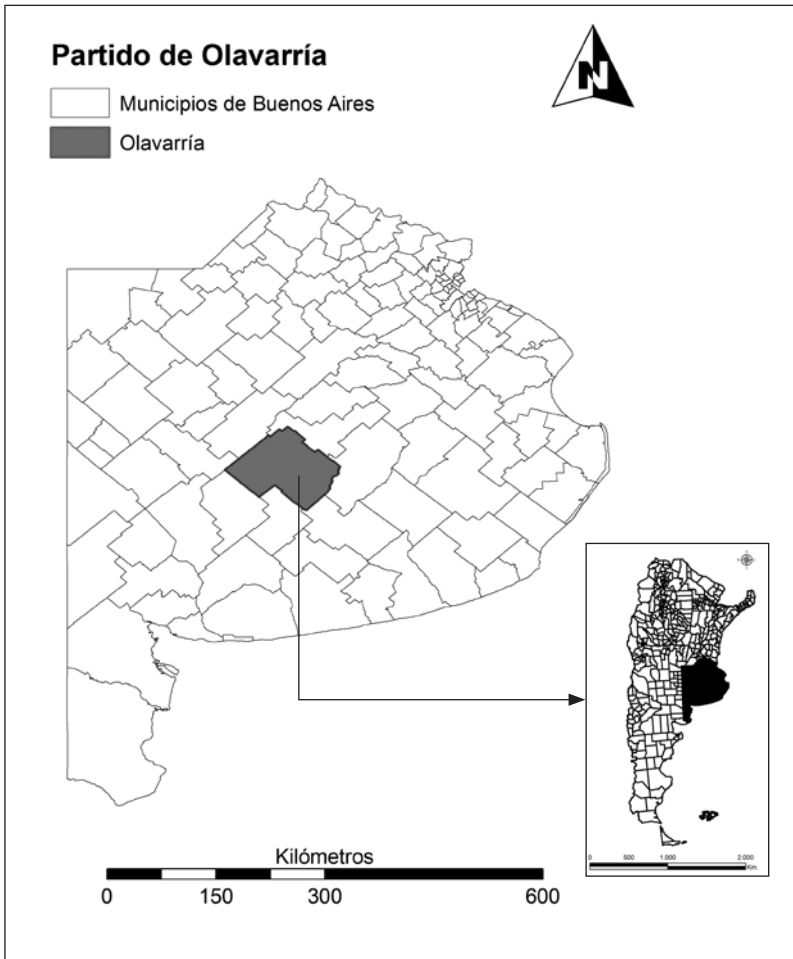 Partido de Olavarría
N
Municipios de Buenos Aires
Olavarría
Kilómetros
0 150 300 600
0 500 1.000 2.000
Km.